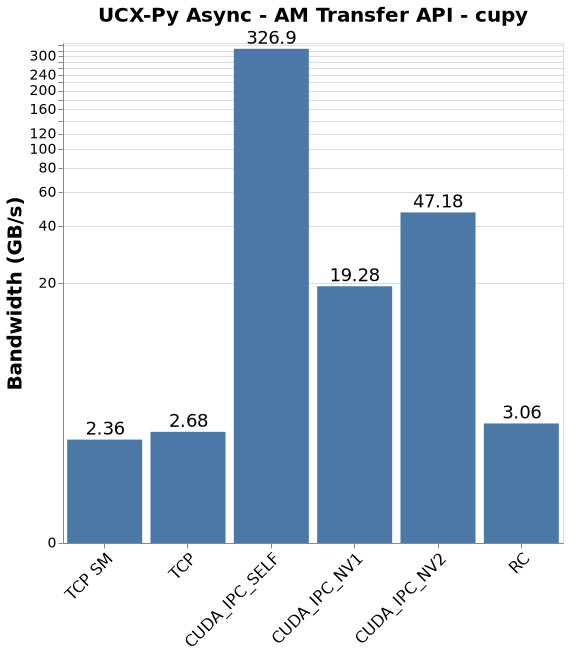 UCX-Py Async - AM Transfer API - cupy
Bandwidth (GB/s)
300
240
200
160
120
100
80
60
40
20
0
326.9
47.18
19.28
3.06
2.68
2.36
TCP SM
TCP
CUDA_IPC_SELF
CUDA_IPC_NV1
CUDA_IPC_NV2
RC